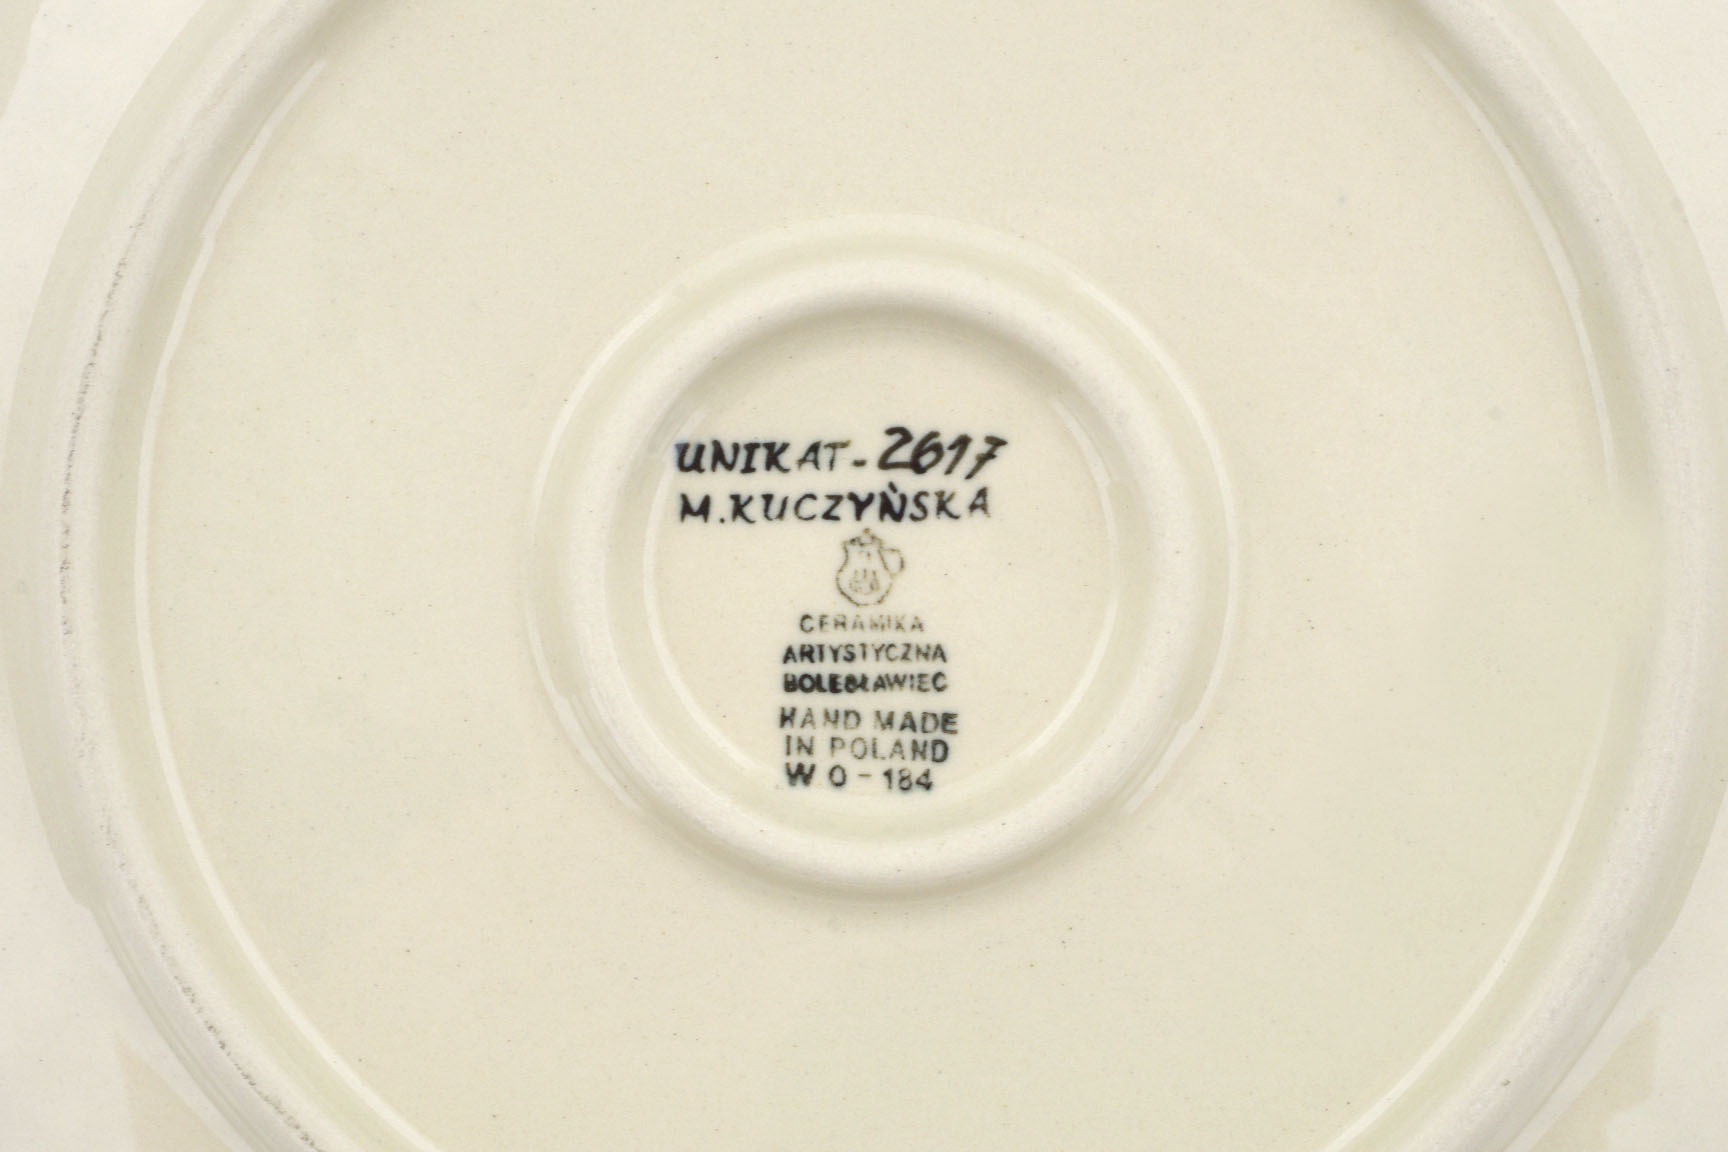 UNIKAT-2617
M.KUCZYŃSKA
CERAMIKA
ARTYSTYCZNA
BOLESŁAWIEC
HAND MADE
IN POLAND
W O - 184